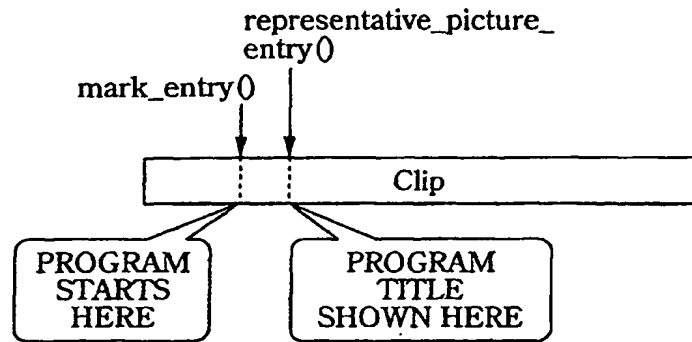 representative_picture_
entry()
mark_entry()
Clip
PROGRAM
STARTS
HERE
PROGRAM
TITLE
SHOWN HERE